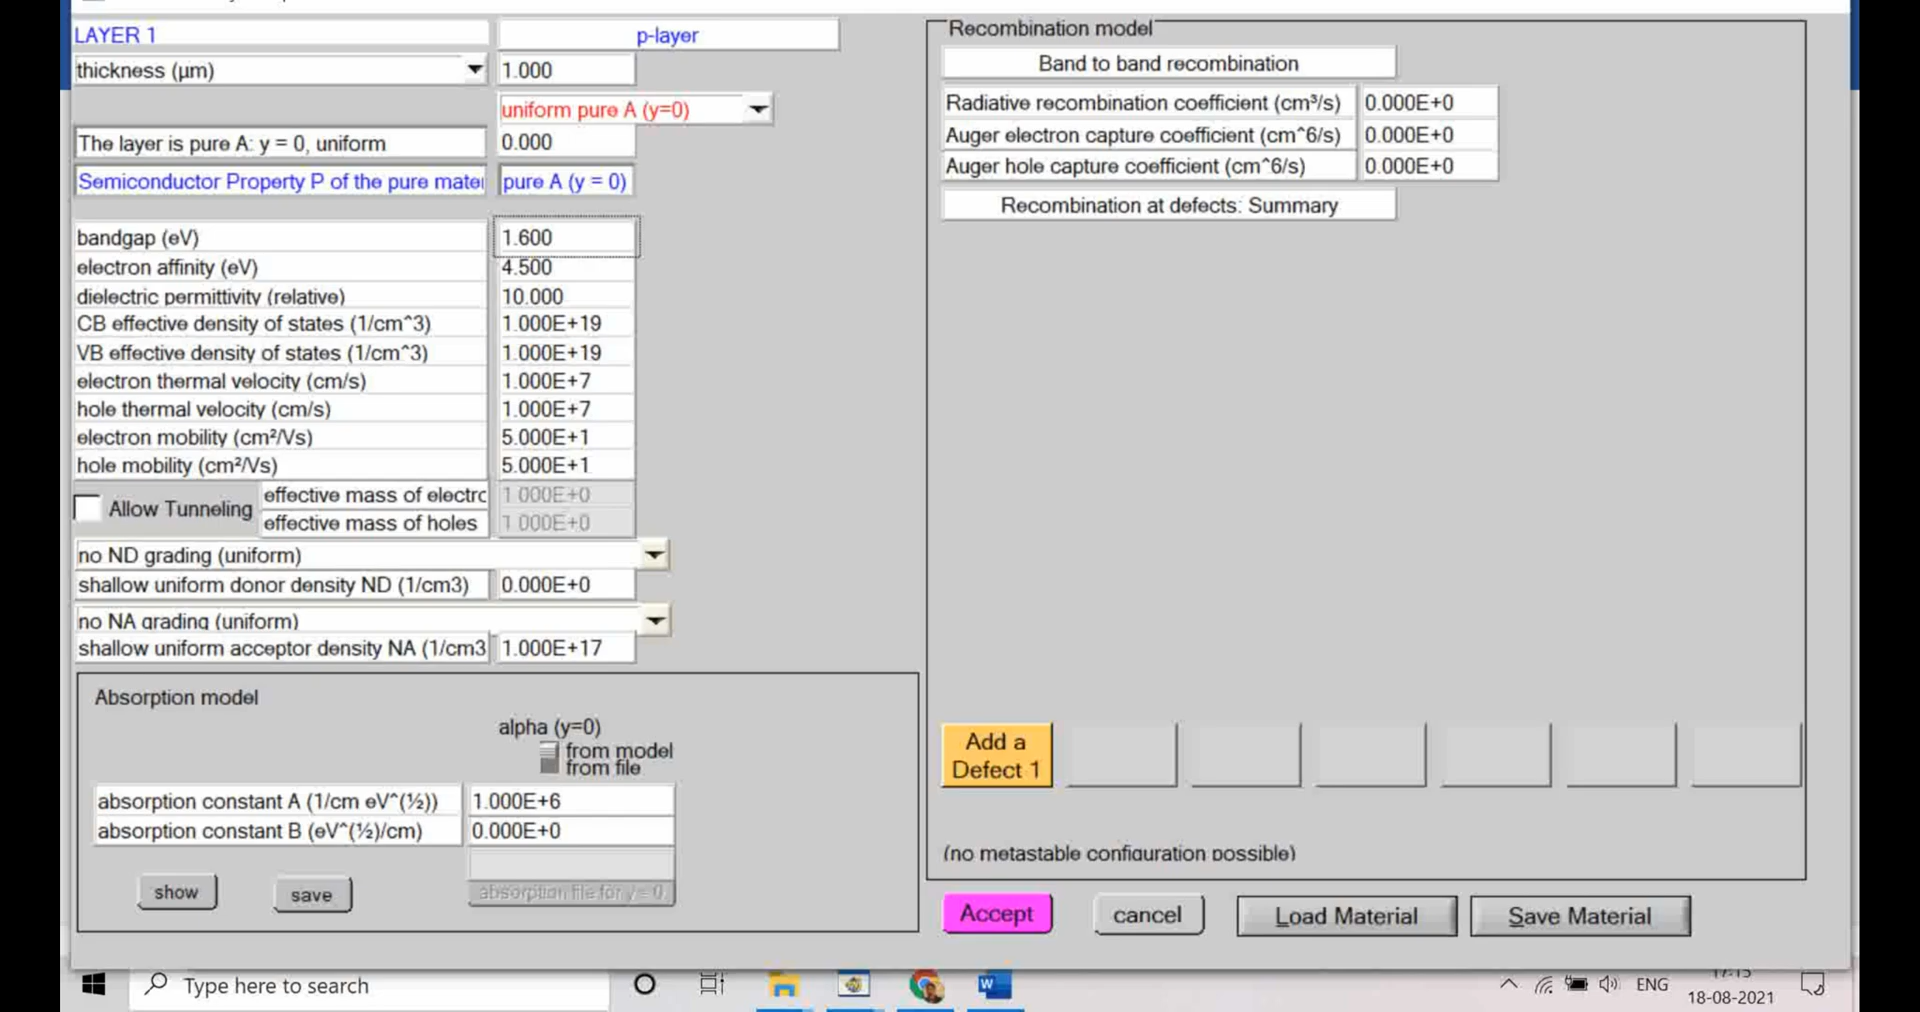 LAYER 1
p-layer
thickness (µm)
1.000
uniform pure A (y=0)
The layer is pure A: y = 0, uniform
0.000
Semiconductor Property P of the pure mater
pure A (y = 0)
bandgap (eV)
1.600
electron affinity (eV)
4.500
dielectric permittivity (relative)
10.000
CB effective density of states (1/cm^3)
1.000E+19
VB effective density of states (1/cm^3)
1.000E+19
electron thermal velocity (cm/s)
1.000E+7
hole thermal velocity (cm/s)
1.000E+7
electron mobility (cm²/Vs)
5.000E+1
hole mobility (cm²/Vs)
5.000E+1
Allow Tunneling
effective mass of electrc
1.000E+0
effective mass of holes
1.000E+0
no ND grading (uniform)
shallow uniform donor density ND (1/cm3)
0.000E+0
no NA grading (uniform)
shallow uniform acceptor density NA (1/cm3
1.000E+17
Absorption model
alpha (y=0)
from model
from file
absorption constant A (1/cm eV^(½))
1.000E+6
absorption constant B (eV^(½)/cm)
0.000E+0
show
save
absorption file for y = 0
Recombination model
Band to band recombination
Radiative recombination coefficient (cm³/s)
0.000E+0
Auger electron capture coefficient (cm^6/s)
0.000E+0
Auger hole capture coefficient (cm^6/s)
0.000E+0
Recombination at defects: Summary
Add a
Defect 1
(no metastable configuration possible)
Accept
cancel
Load Material
Save Material
Type here to search
W
ENG
17:15
18-08-2021